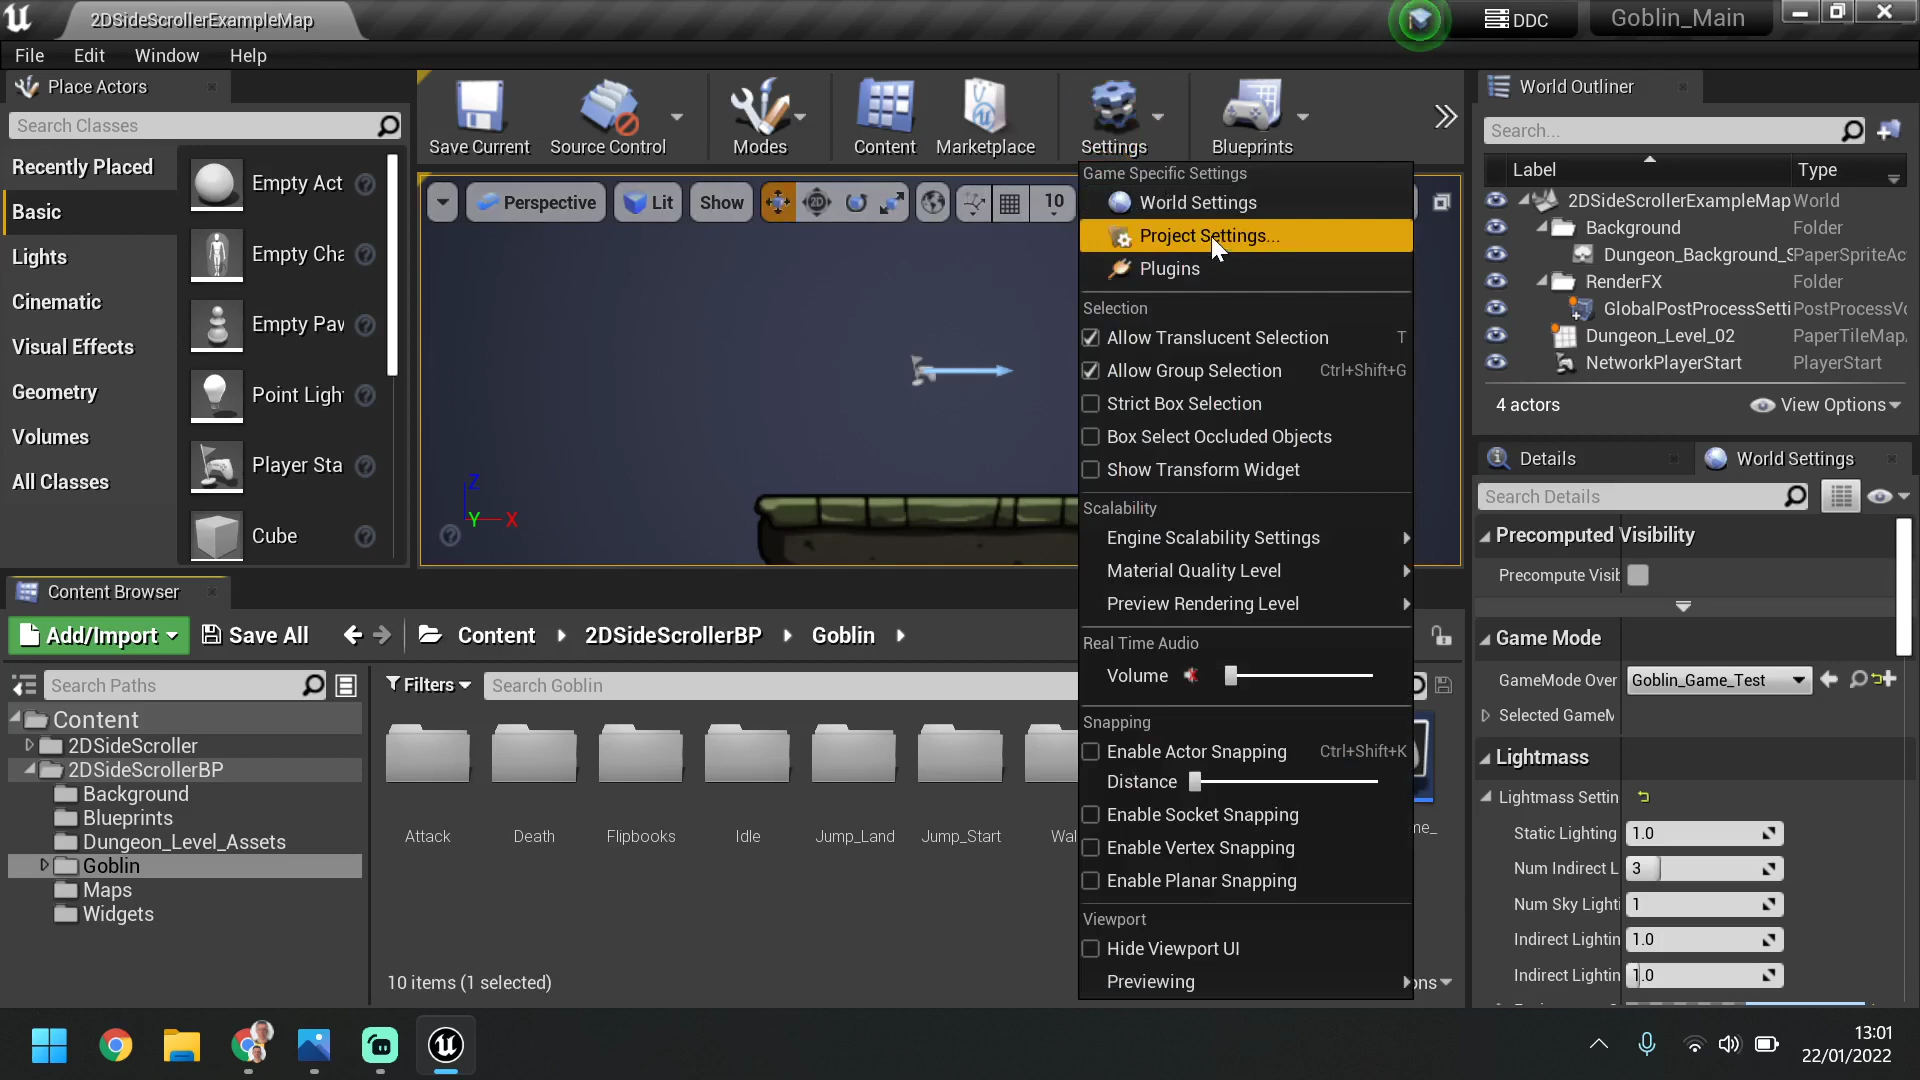 2DSideScrollerExampleMap
DDC
Goblin_Main
File Edit Window Help
Place Actors
Search Classes
Recently Placed
Basic
Lights
Cinematic
Visual Effects
Geometry
Volumes
All Classes
Empty Act
Empty Cha
Empty Pav
Point Ligh
Player Sta
Cube
Save Current
Source Control
Modes
Content
Marketplace
Settings
Blueprints
Perspective
Lit
Show
10
Z
Y
X
Game Specific Settings
World Settings
Project Settings...
Plugins
Selection
Allow Translucent Selection T
Allow Group Selection Ctrl+Shift+G
Strict Box Selection
Box Select Occluded Objects
Show Transform Widget
Scalability
Engine Scalability Settings
Material Quality Level
Preview Rendering Level
Real Time Audio
Volume
Snapping
Enable Actor Snapping Ctrl+Shift+K
Distance
Enable Socket Snapping
Enable Vertex Snapping
Enable Planar Snapping
Viewport
Hide Viewport UI
Previewing
World Outliner
Search...
Label Type
2DSideScrollerExampleMap World
Background Folder
Dungeon_Background_S PaperSpriteAc
RenderFX Folder
GlobalPostProcessSetti PostProcessVo
Dungeon_Level_02 PaperTileMap
NetworkPlayerStart PlayerStart
4 actors
View Options
Details
World Settings
Search Details
Precomputed Visibility
Precompute Visib
Game Mode
GameMode Over Goblin_Game_Test
Selected GameM
Lightmass
Lightmass Settin
Static Lighting 1.0
Num Indirect L 3
Num Sky Lighti 1
Indirect Lightin 1.0
Indirect Lightin 1.0
Content Browser
Add/Import
Save All
Content
2DSideScrollerBP
Goblin
Search Paths
Filters
Search Goblin
Content
2DSideScroller
2DSideScrollerBP
Background
Blueprints
Dungeon_Level_Assets
Goblin
Maps
Widgets
Attack
Death
Flipbooks
Idle
Jump_Land
Jump_Start
Wal
me_
10 items (1 selected)
ons
13:01
22/01/2022